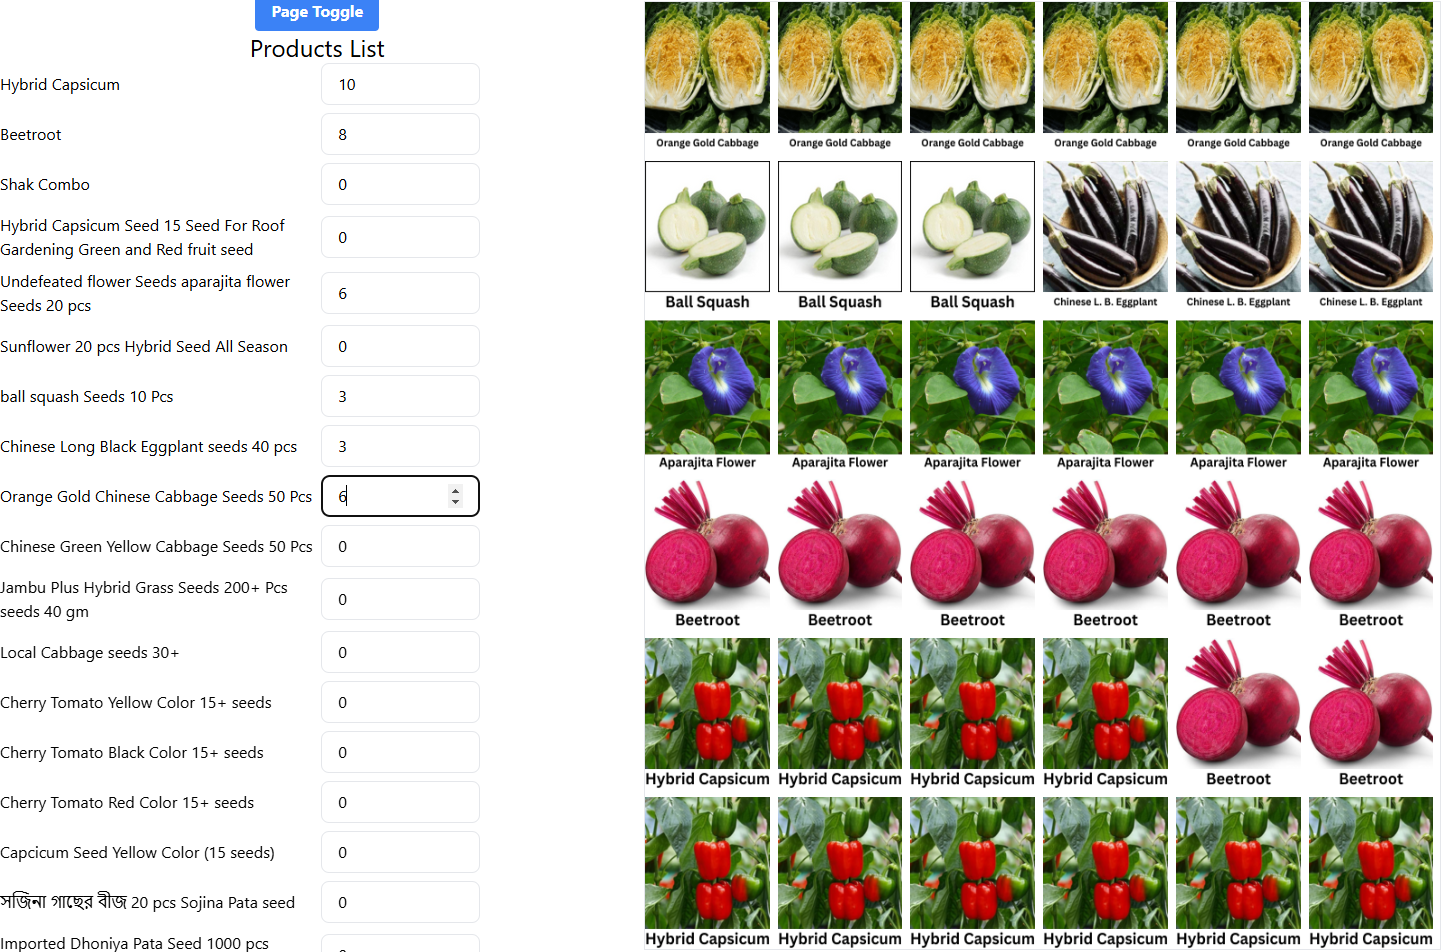 Page Toggle
Products List
Hybrid Capsicum 10
Beetroot 8
Shak Combo 0
Hybrid Capsicum Seed 15 Seed For Roof
Gardening Green and Red fruit seed 0
Undefeated flower Seeds aparajita flower
Seeds 20 pcs 6
Sunflower 20 pcs Hybrid Seed All Season 0
ball squash Seeds 10 Pcs 3
Chinese Long Black Eggplant seeds 40 pcs 3
Orange Gold Chinese Cabbage Seeds 50 Pcs 6
Chinese Green Yellow Cabbage Seeds 50 Pcs 0
Jambu Plus Hybrid Grass Seeds 200+ Pcs
seeds 40 gm 0
Local Cabbage seeds 30+ 0
Cherry Tomato Yellow Color 15+ seeds 0
Cherry Tomato Black Color 15+ seeds 0
Cherry Tomato Red Color 15+ seeds 0
Capcicum Seed Yellow Color (15 seeds) 0
সজিনা গাছের বীজ 20 pcs Sojina Pata seed 0
Imported Dhoniya Pata Seed 1000 pcs
Orange Gold Cabbage Orange Gold Cabbage Orange Gold Cabbage Orange Gold Cabbage Orange Gold Cabbage Orange Gold Cabbage
Ball Squash Ball Squash Ball Squash Chinese L. B. Eggplant Chinese L. B. Eggplant Chinese L. B. Eggplant
Aparajita Flower Aparajita Flower Aparajita Flower Aparajita Flower Aparajita Flower Aparajita Flower
Beetroot Beetroot Beetroot Beetroot Beetroot Beetroot
Hybrid Capsicum Hybrid Capsicum Hybrid Capsicum Hybrid Capsicum Beetroot Beetroot
Hybrid Capsicum Hybrid Capsicum Hybrid Capsicum Hybrid Capsicum Hybrid Capsicum Hybrid Capsicum